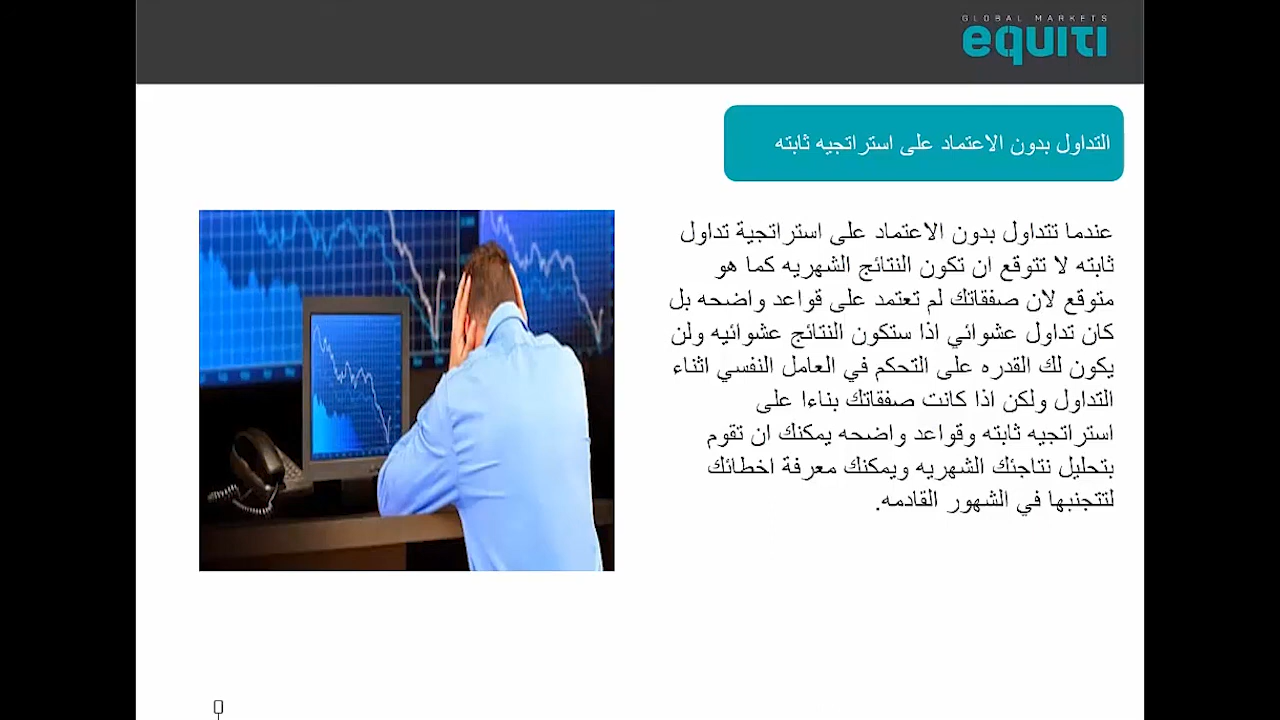 GLOBAL MARKETS
equiti
التداول بدون الاعتماد على استراتجيه ثابته
عندما تتداول بدون الاعتماد على استراتجية تداول
ثابته لا تتوقع ان تكون النتائج الشهريه كما هو
متوقع لان صفقاتك لم تعتمد على قواعد واضحه بل
كان تداول عشوائي اذا ستكون النتائج عشوائيه ولن
يكون لك القدره على التحكم في العامل النفسي اثناء
التداول ولكن اذا كانت صفقاتك بناءا على
استراتجيه ثابته وقواعد واضحه يمكنك ان تقوم
بتحليل نتاجئك الشهريه ويمكنك معرفة اخطائك
لتتجنبها في الشهور القادمه.